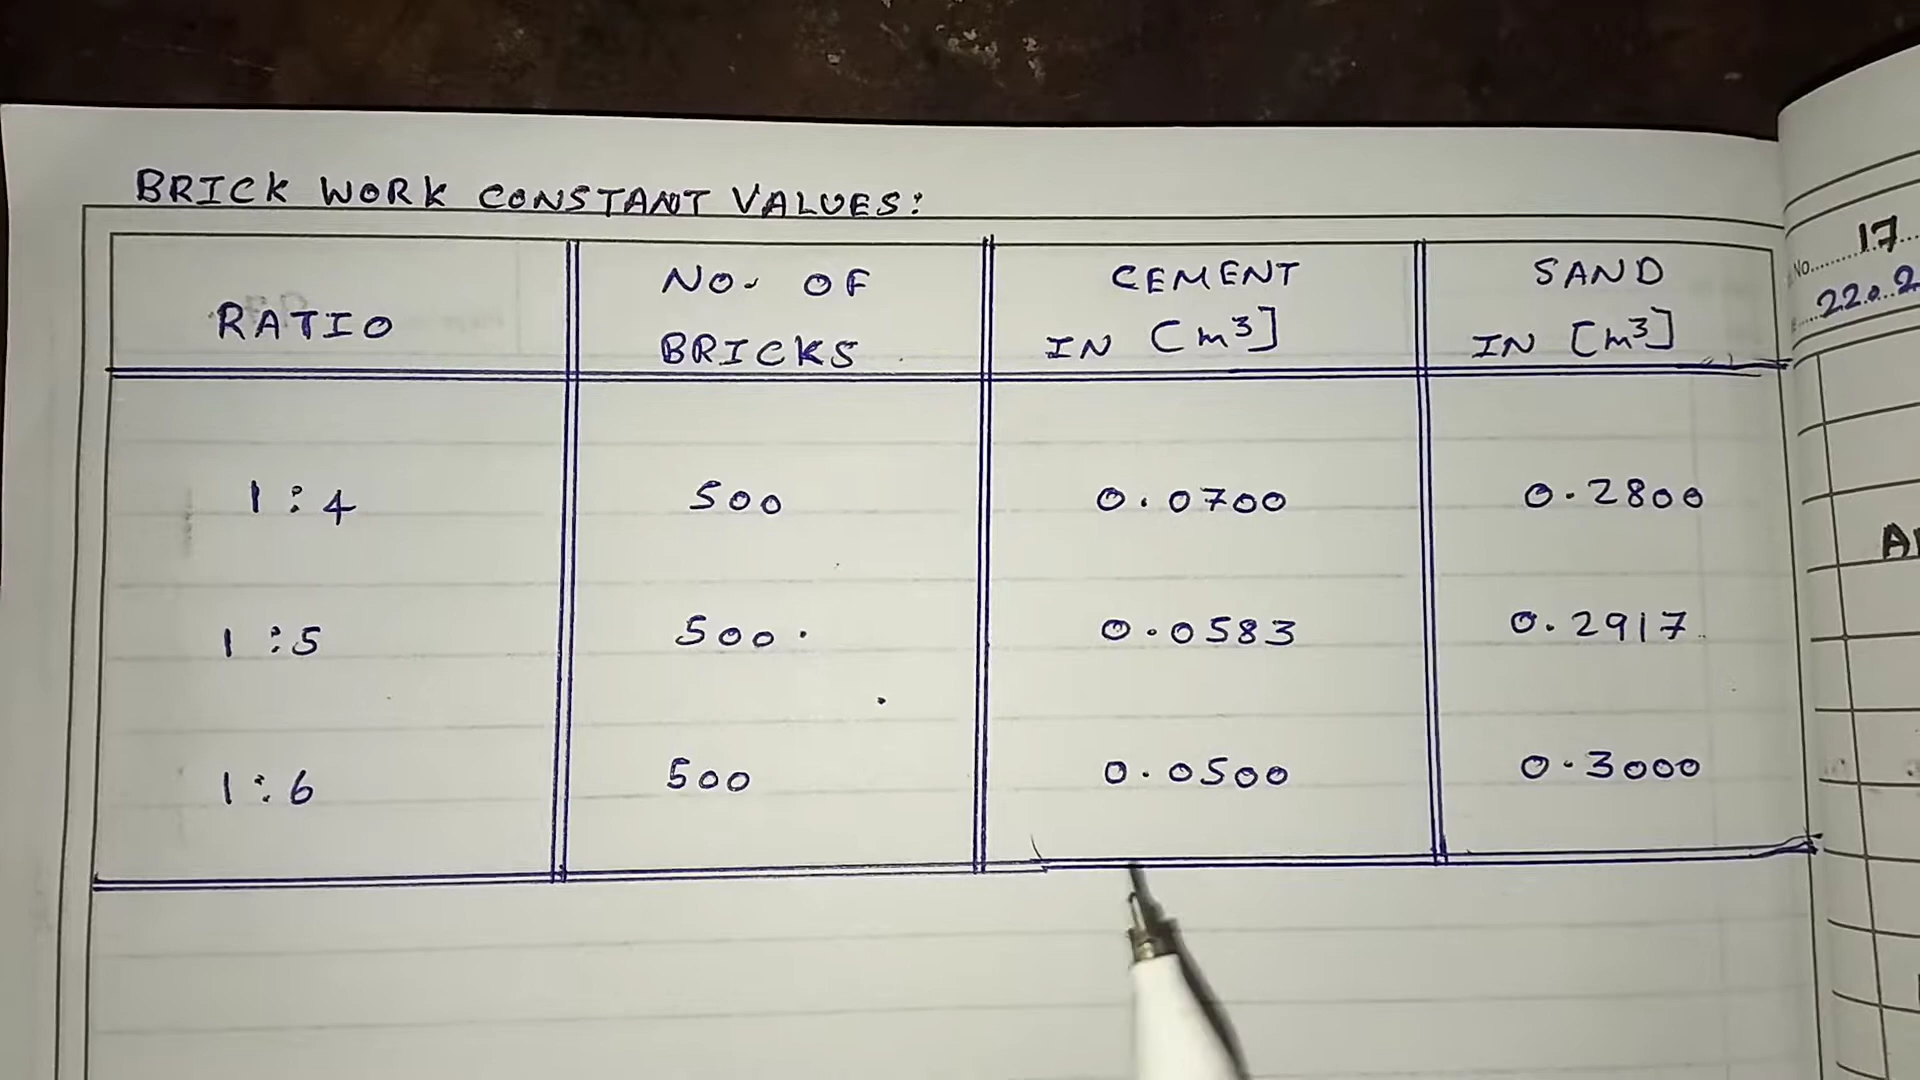 BRICK WORK CONSTANT VALUES:
RATIO NO. OF BRICKS CEMENT IN [m³] SAND IN [m³]
1:4 500 0.0700 0.2800
1:5 500 0.0583 0.2917
1:6 500 0.0500 0.3000
No. 17